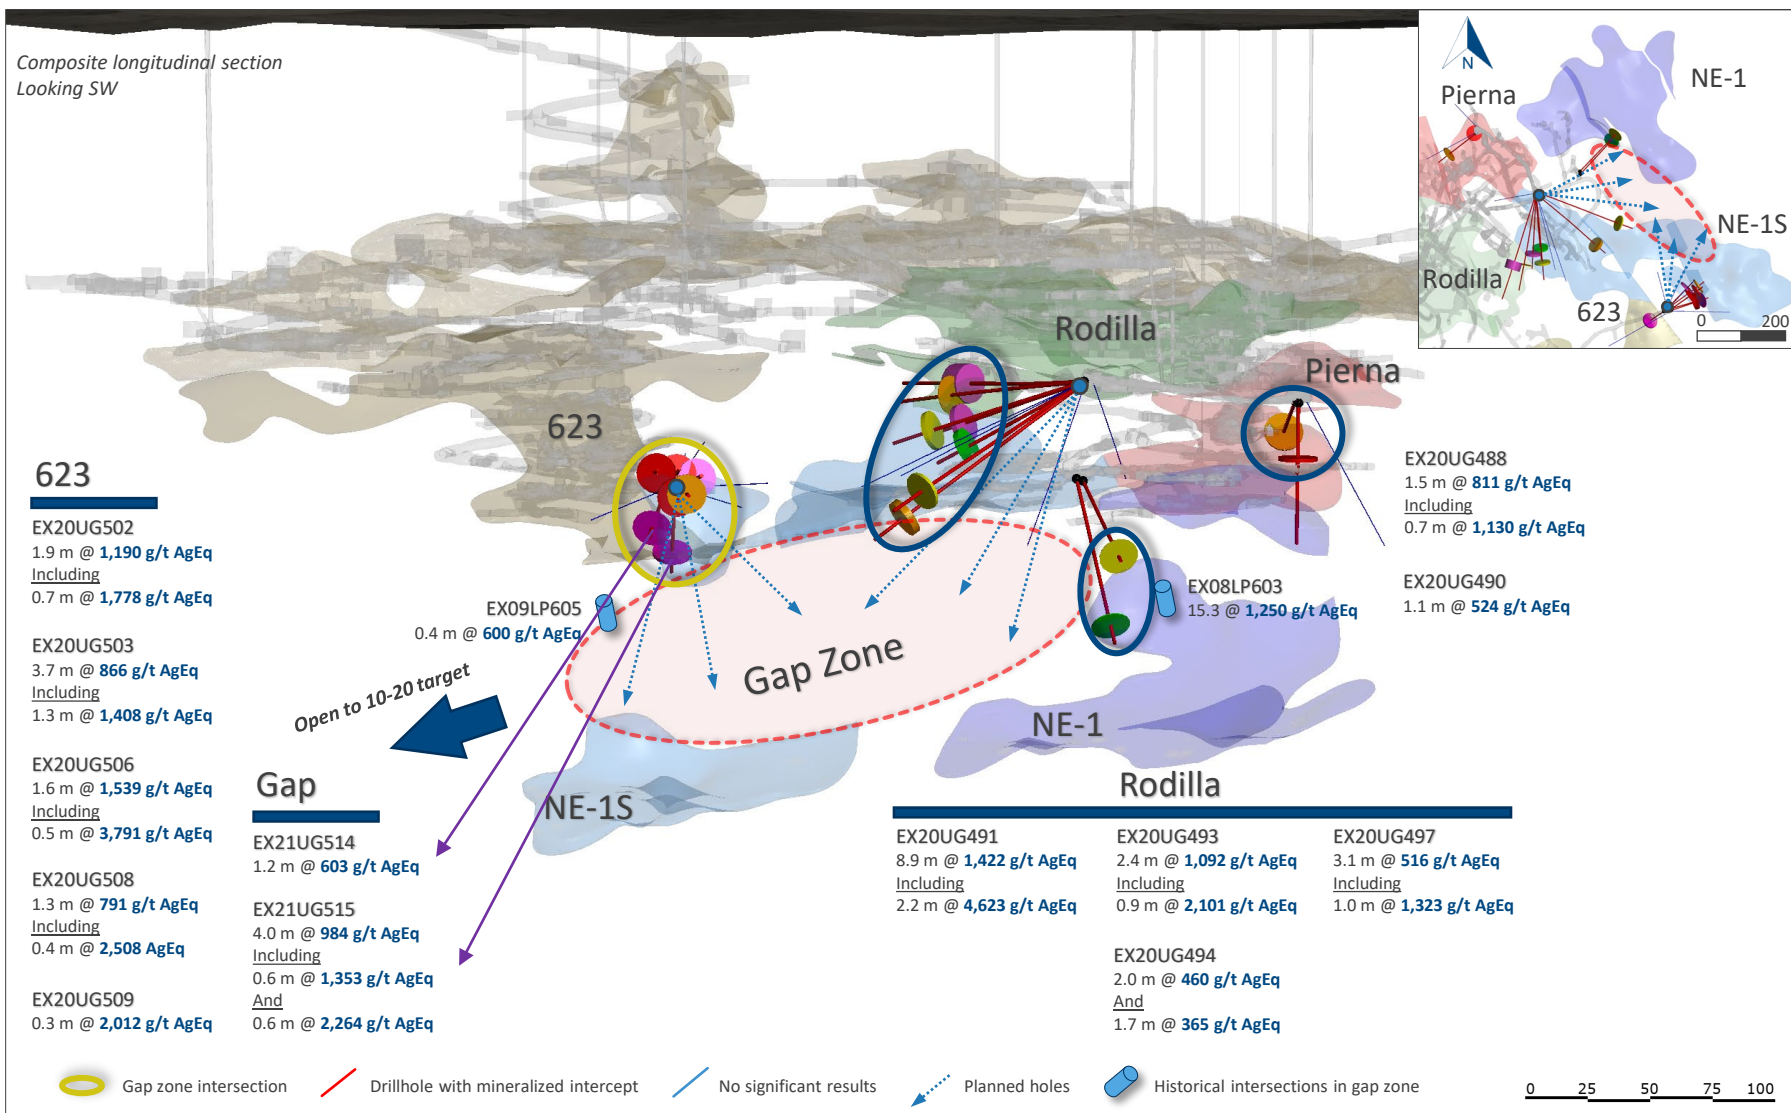 Composite longitudinal section
Looking SW
N
NE-1
Pierna
NE-1S
Rodilla
623
0 200
Rodilla
Pierna
623
623
EX20UG502
1.9 m @ 1,190 g/t AgEq
Including
0.7 m @ 1,778 g/t AgEq
EX20UG503
3.7 m @ 866 g/t AgEq
Including
1.3 m @ 1,408 g/t AgEq
EX20UG506
1.6 m @ 1,539 g/t AgEq
Including
0.5 m @ 3,791 g/t AgEq
EX20UG508
1.3 m @ 791 g/t AgEq
Including
0.4 m @ 2,508 AgEq
EX20UG509
0.3 m @ 2,012 g/t AgEq
EX09LP605
0.4 m @ 600 g/t AgEq
Open to 10-20 target
Gap Zone
EX08LP603
15.3 @ 1,250 g/t AgEq
EX20UG488
1.5 m @ 811 g/t AgEq
Including
0.7 m @ 1,130 g/t AgEq
EX20UG490
1.1 m @ 524 g/t AgEq
NE-1
NE-1S
Gap
EX21UG514
1.2 m @ 603 g/t AgEq
EX21UG515
4.0 m @ 984 g/t AgEq
Including
0.6 m @ 1,353 g/t AgEq
And
0.6 m @ 2,264 g/t AgEq
Rodilla
EX20UG491
8.9 m @ 1,422 g/t AgEq
Including
2.2 m @ 4,623 g/t AgEq
EX20UG493
2.4 m @ 1,092 g/t AgEq
Including
0.9 m @ 2,101 g/t AgEq
EX20UG497
3.1 m @ 516 g/t AgEq
Including
1.0 m @ 1,323 g/t AgEq
EX20UG494
2.0 m @ 460 g/t AgEq
And
1.7 m @ 365 g/t AgEq
Gap zone intersection
Drillhole with mineralized intercept
No significant results
Planned holes
Historical intersections in gap zone
0 25 50 75 100